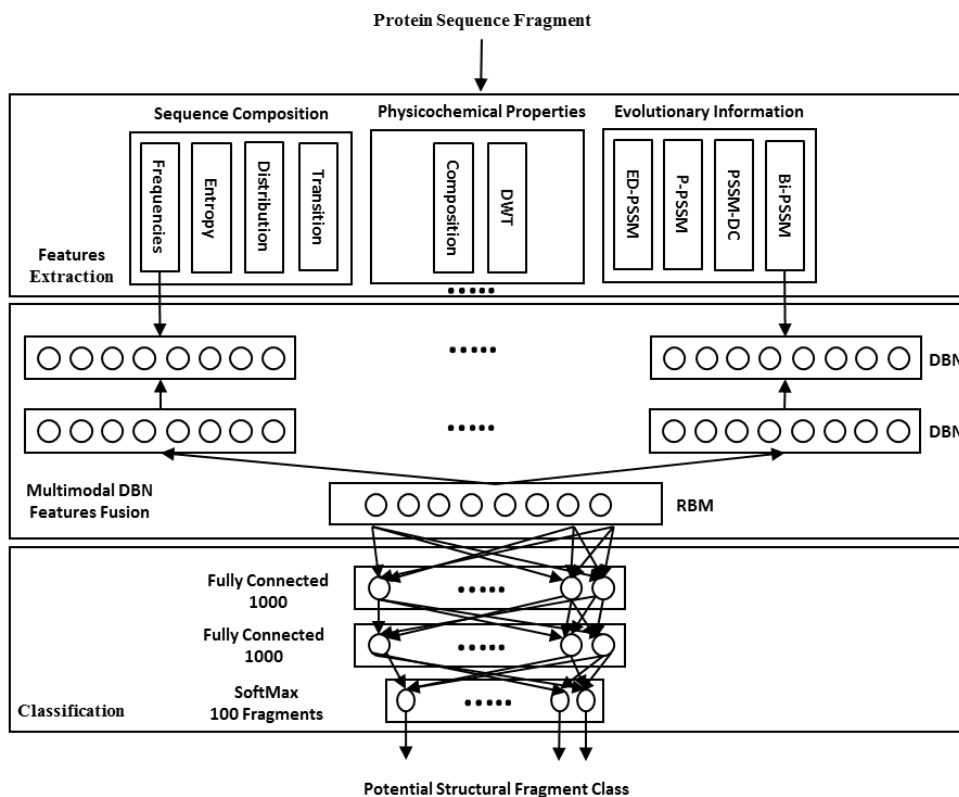 Protein Sequence Fragment
Sequence Composition
Physicochemical Properties
Evolutionary Information
Frequencies
Entropy
Distribution
Transition
Composition
DWT
ED-PSSM
P-PSSM
PSSM-DC
Bi-PSSM
Features
Extraction
.....
.....
DBN
.....
DBN
Multimodal DBN
Features Fusion
RBM
Fully Connected
1000
.....
Fully Connected
1000
.....
SoftMax
100 Fragments
.....
Classification
Potential Structural Fragment Class